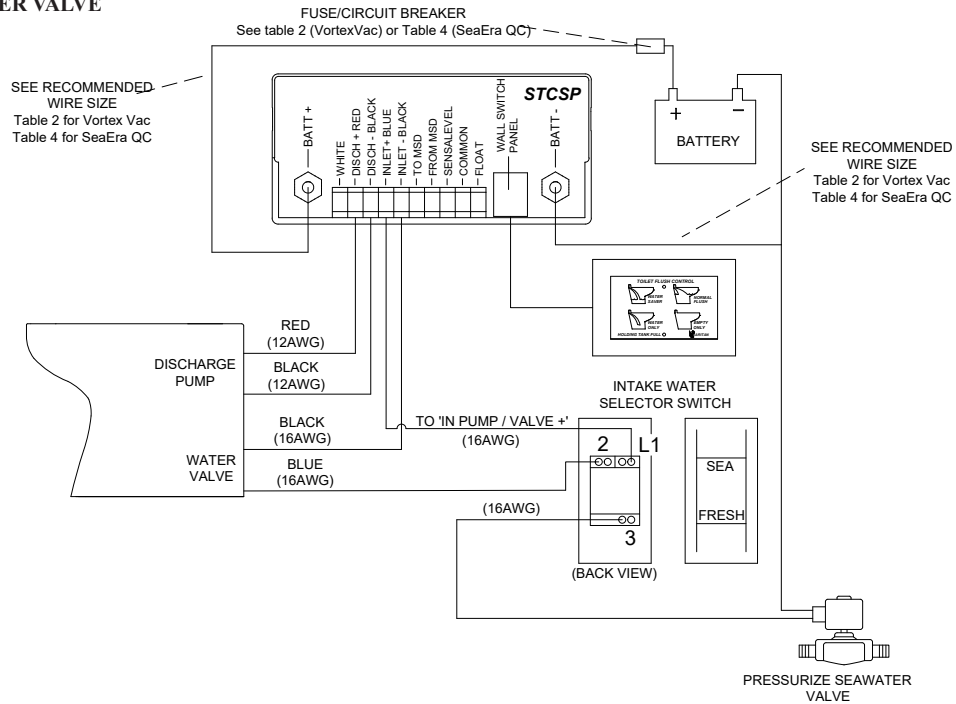 ER VALVE
FUSE/CIRCUIT BREAKER
See table 2 (VortexVac) or Table 4 (SeaEra QC)
SEE RECOMMENDED
WIRE SIZE
Table 2 for Vortex Vac
Table 4 for SeaEra QC
BATT +
WHITE
DISCH + RED
DISCH - BLACK
INLET+ BLUE
INLET - BLACK
TO MSD
FROM MSD
SENSALEVEL
COMMON
FLOAT
WALL SWITCH
PANEL
STCSP
BATT -
+ −
BATTERY
SEE RECOMMENDED
WIRE SIZE
Table 2 for Vortex Vac
Table 4 for SeaEra QC
TOILET FLUSH CONTROL
WATER
SAVER
NORMAL
FLUSH
WATER
ONLY
EMPTY
ONLY
HOLDING TANK FULL
RARITAN
DISCHARGE
PUMP
RED
(12AWG)
BLACK
(12AWG)
WATER
VALVE
BLACK
(16AWG)
BLUE
(16AWG)
TO 'IN PUMP / VALVE +'
(16AWG)
(16AWG)
INTAKE WATER
SELECTOR SWITCH
2 L1
3
(BACK VIEW)
SEA
FRESH
PRESSURIZE SEAWATER
VALVE